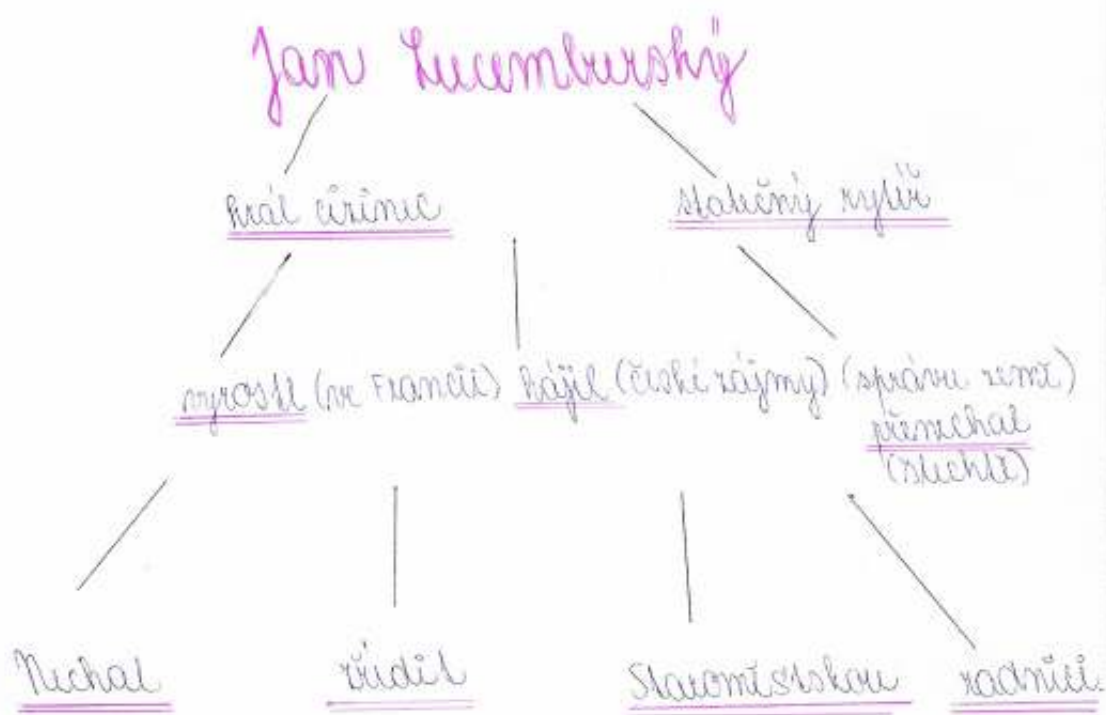 Jan Lucemburský
král cizinec statečný rytíř
vyrostl (ve Francii) hájil (české zájmy) (správu země)
přenechal
(šlechtě)
Nechal zřídit Staroměstskou radnici